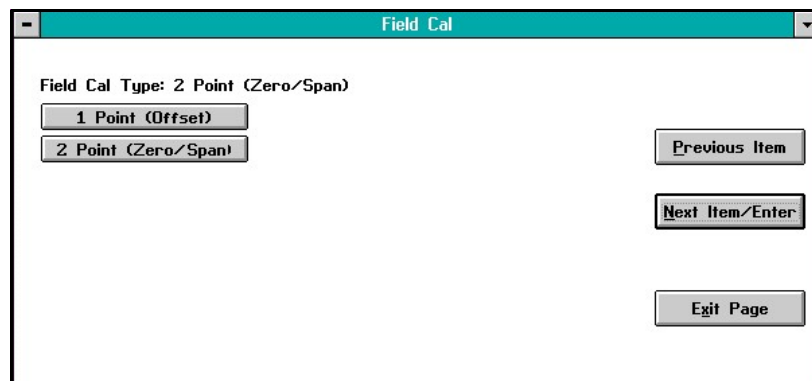 Field Cal
Field Cal Type: 2 Point (Zero/Span)
1 Point (Offset)
2 Point (Zero/Span)
Previous Item
Next Item/Enter
Exit Page